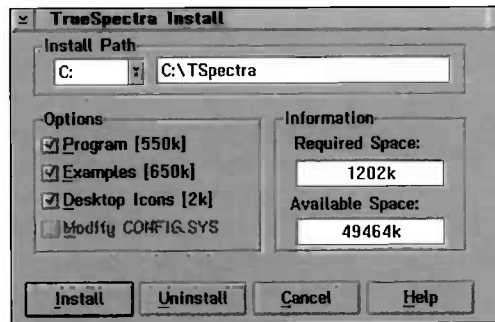 TrueSpectra Install
Install Path
C:
C:\TSpectra
Options
Program [550k]
Examples [650k]
Desktop Icons [2k]
Modify CONFIG.SYS
Information
Required Space:
1202k
Available Space:
49464k
Install
Uninstall
Cancel
Help